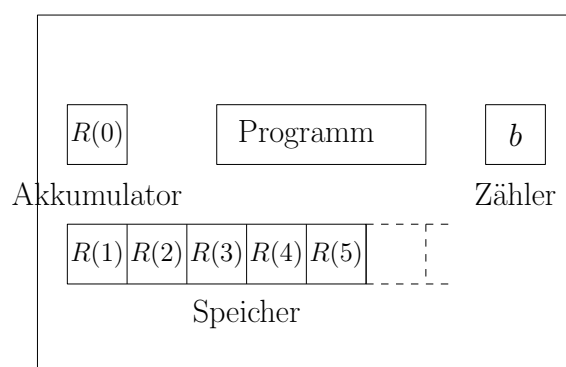 R(0) Programm b
Akkumulator Zähler
R(1) R(2) R(3) R(4) R(5)
Speicher